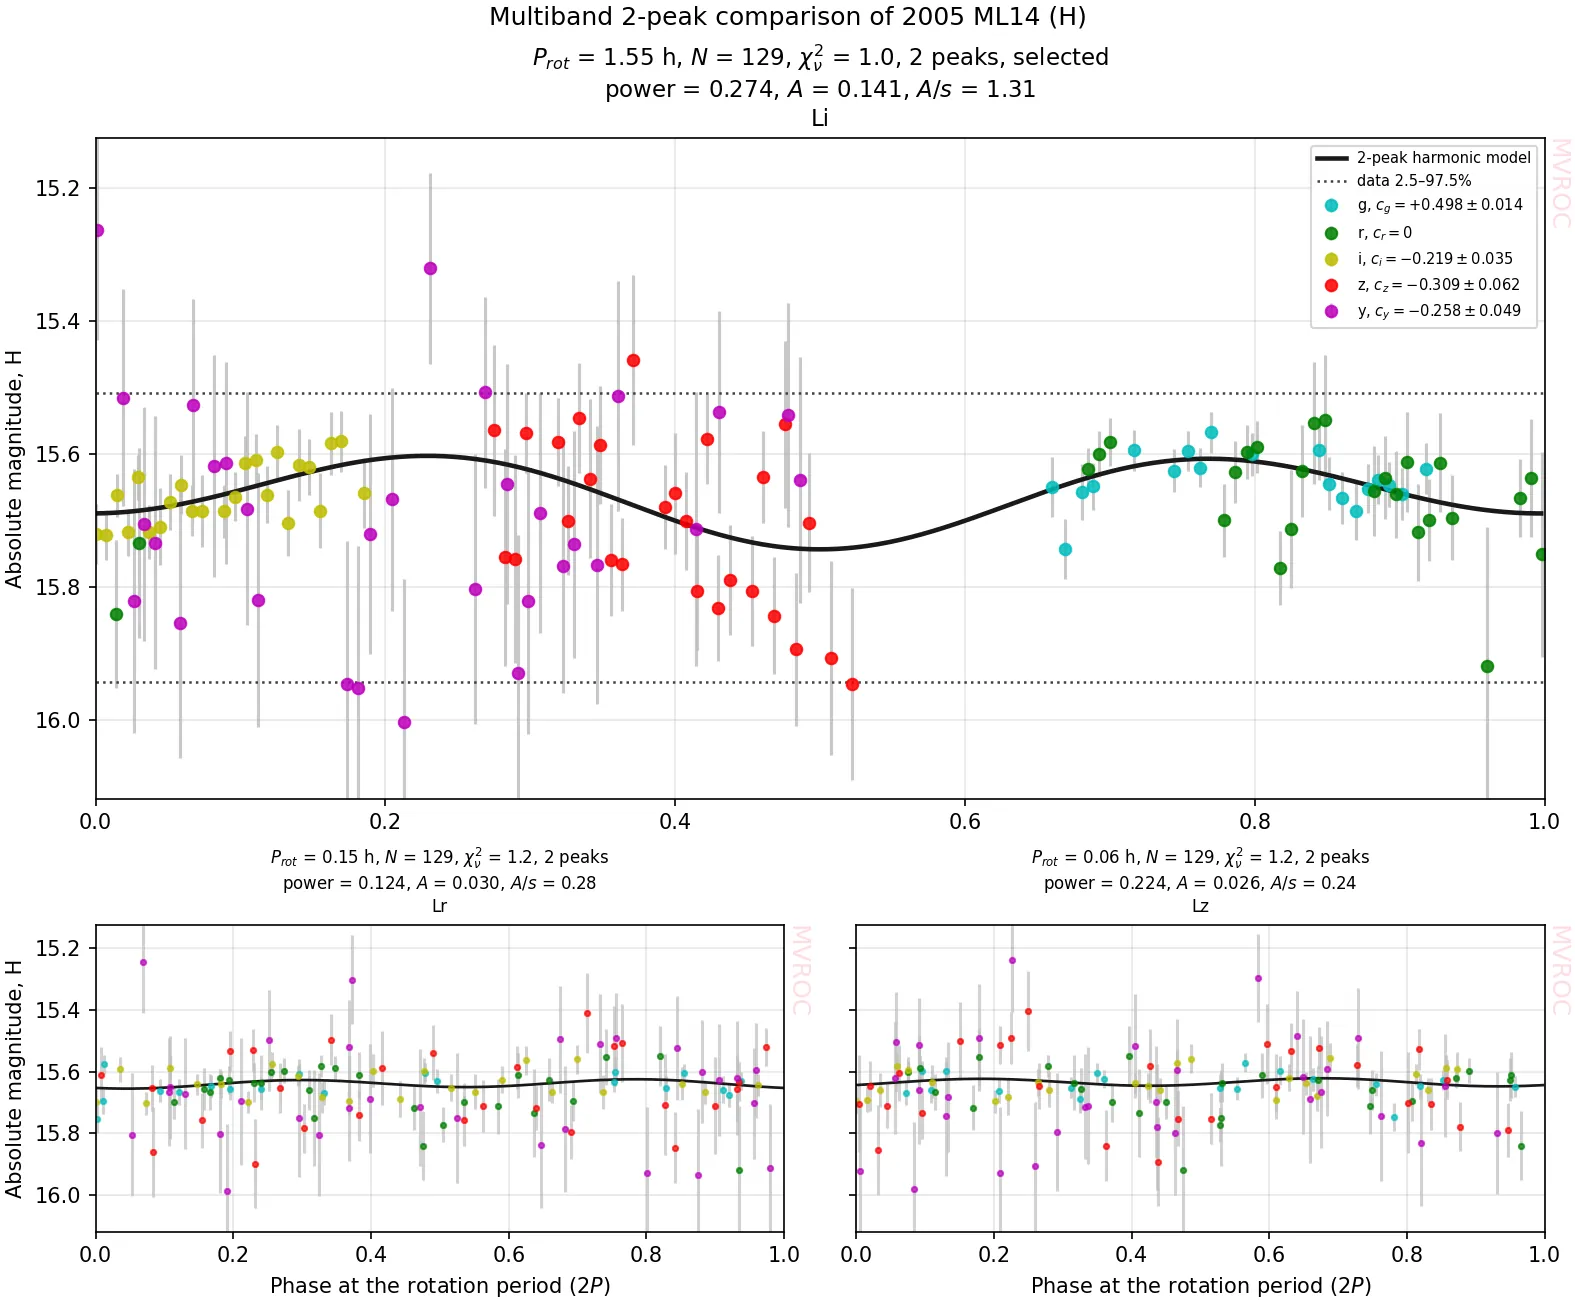 Multiband 2-peak comparison of 2005 ML14 (H)
P_rot = 1.55 h, N = 129, χ²_ν = 1.0, 2 peaks, selected
power = 0.274, A = 0.141, A/s = 1.31
Li
MVROC
2-peak harmonic model
data 2.5–97.5%
g, c_g = +0.498 ± 0.014
r, c_r = 0
i, c_i = −0.219 ± 0.035
z, c_z = −0.309 ± 0.062
y, c_y = −0.258 ± 0.049
Absolute magnitude, H
15.2
15.4
15.6
15.8
16.0
0.0 0.2 0.4 0.6 0.8 1.0
P_rot = 0.15 h, N = 129, χ²_ν = 1.2, 2 peaks
power = 0.124, A = 0.030, A/s = 0.28
Lr
MVROC
Absolute magnitude, H
15.2
15.4
15.6
15.8
16.0
0.0 0.2 0.4 0.6 0.8 1.0
Phase at the rotation period (2P)
P_rot = 0.06 h, N = 129, χ²_ν = 1.2, 2 peaks
power = 0.224, A = 0.026, A/s = 0.24
Lz
MVROC
0.0 0.2 0.4 0.6 0.8 1.0
Phase at the rotation period (2P)